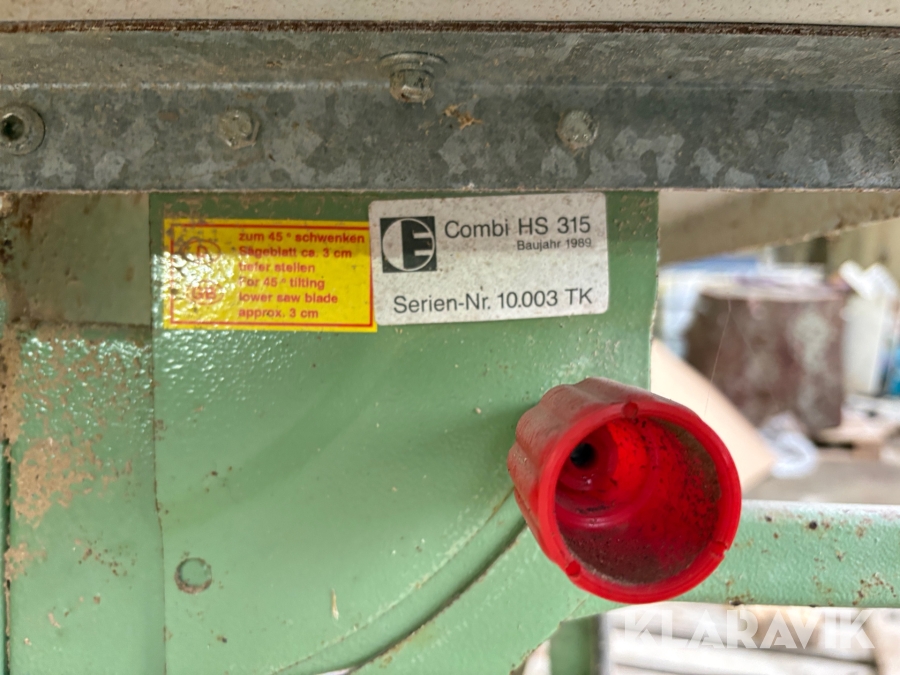 zum 45° schwenken
D
Sägeblatt ca. 3 cm
tiefer stellen
For 45° tilting
GB
lower saw blade
approx. 3 cm
E
Combi HS 315
Baujahr 1989
Serien-Nr. 10.003 TK
KLARAVIK